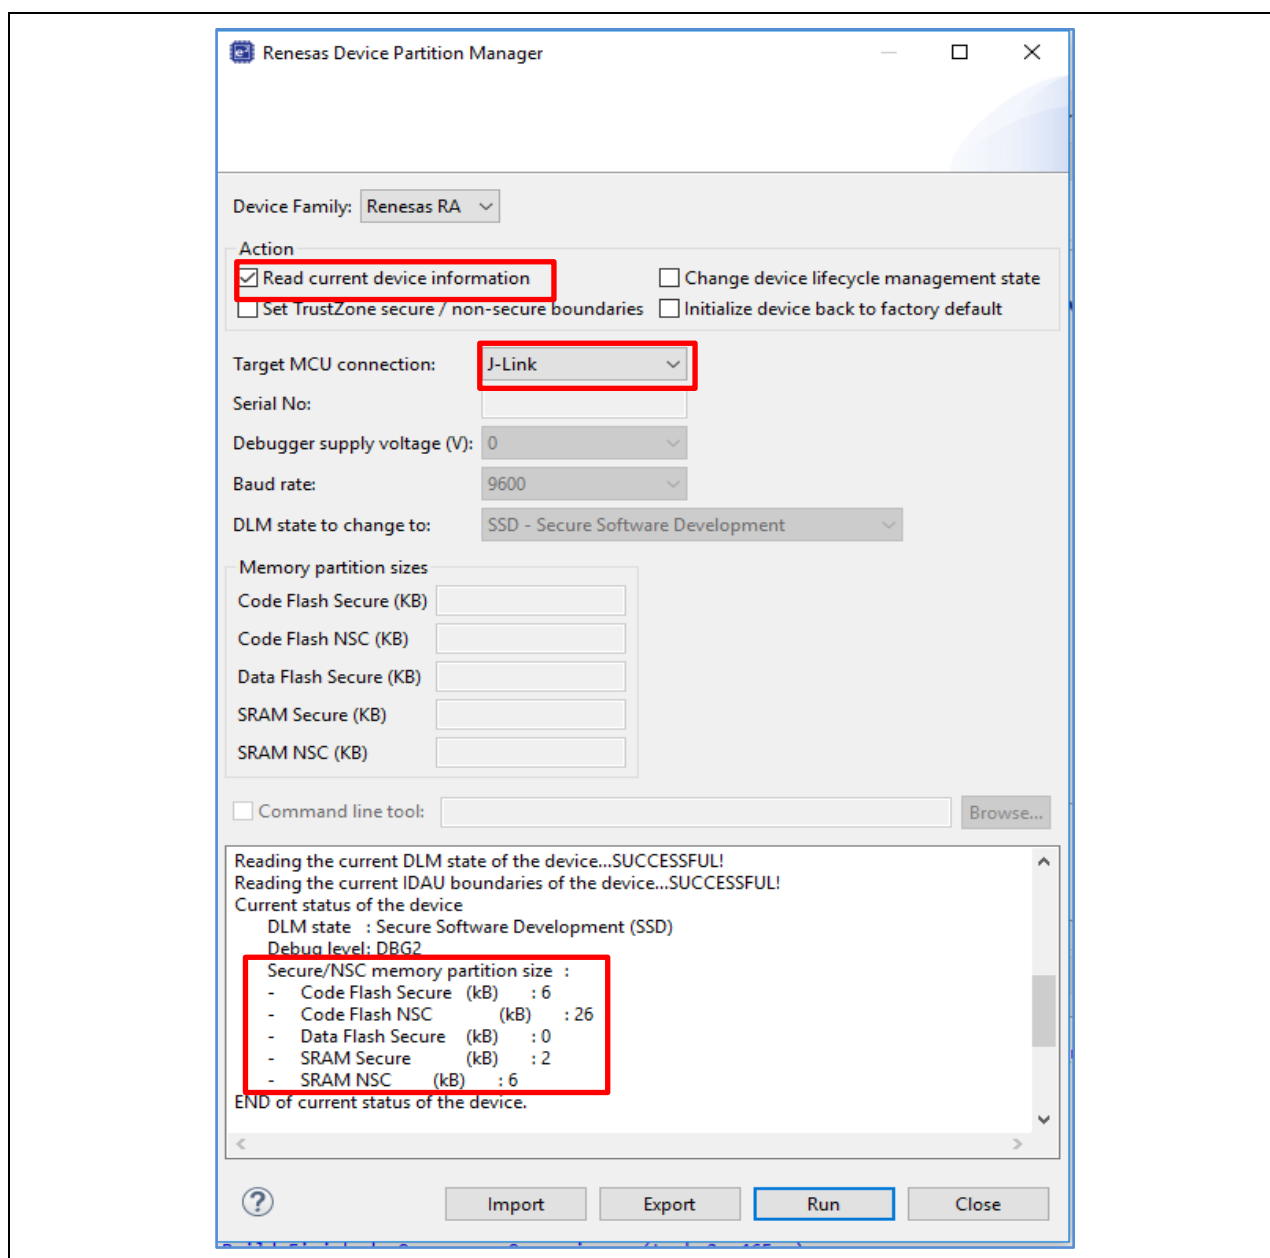 Renesas Device Partition Manager
Device Family: Renesas RA
Action
Read current device information Change device lifecycle management state
Set TrustZone secure / non-secure boundaries Initialize device back to factory default
Target MCU connection: J-Link
Serial No:
Debugger supply voltage (V): 0
Baud rate: 9600
DLM state to change to: SSD - Secure Software Development
Memory partition sizes
Code Flash Secure (KB)
Code Flash NSC (KB)
Data Flash Secure (KB)
SRAM Secure (KB)
SRAM NSC (KB)
Command line tool: Browse...
Reading the current DLM state of the device...SUCCESSFUL!
Reading the current IDAU boundaries of the device...SUCCESSFUL!
Current status of the device
DLM state : Secure Software Development (SSD)
Debug level: DBG2
Secure/NSC memory partition size :
- Code Flash Secure (kB) : 6
- Code Flash NSC (kB) : 26
- Data Flash Secure (kB) : 0
- SRAM Secure (kB) : 2
- SRAM NSC (kB) : 6
END of current status of the device.
Import Export Run Close